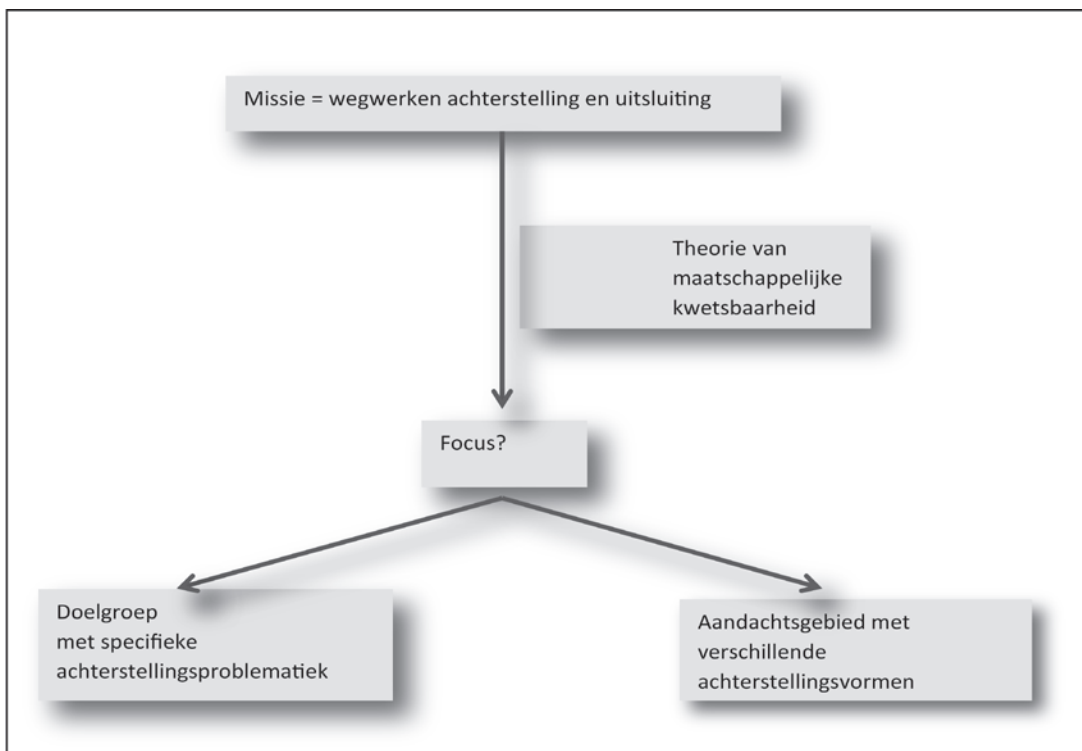 Missie = wegwerken achterstelling en uitsluiting
Theorie van
maatschappelijke
kwetsbaarheid
Focus?
Doelgroep
met specifieke
achterstellingsproblematiek
Aandachtsgebied met
verschillende
achterstellingsvormen